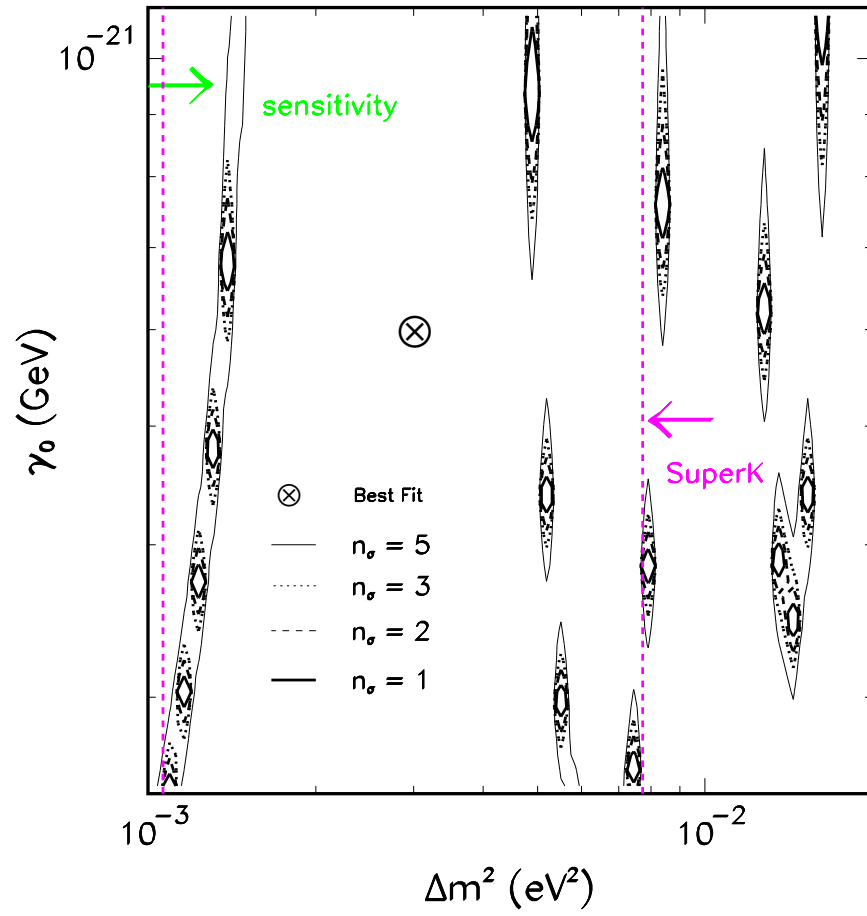 10⁻²¹
sensitivity
γ₀ (GeV)
SuperK
Best Fit
n_σ = 5
n_σ = 3
n_σ = 2
n_σ = 1
10⁻³
10⁻²
Δm² (eV²)